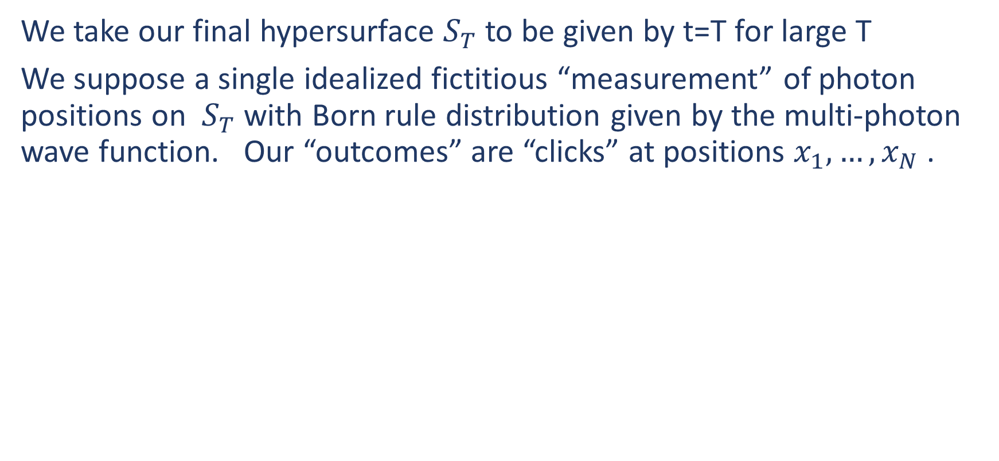 We take our final hypersurface S_T to be given by t=T for large T
We suppose a single idealized fictitious “measurement” of photon
positions on S_T with Born rule distribution given by the multi-photon
wave function. Our “outcomes” are “clicks” at positions x_1, … , x_N .